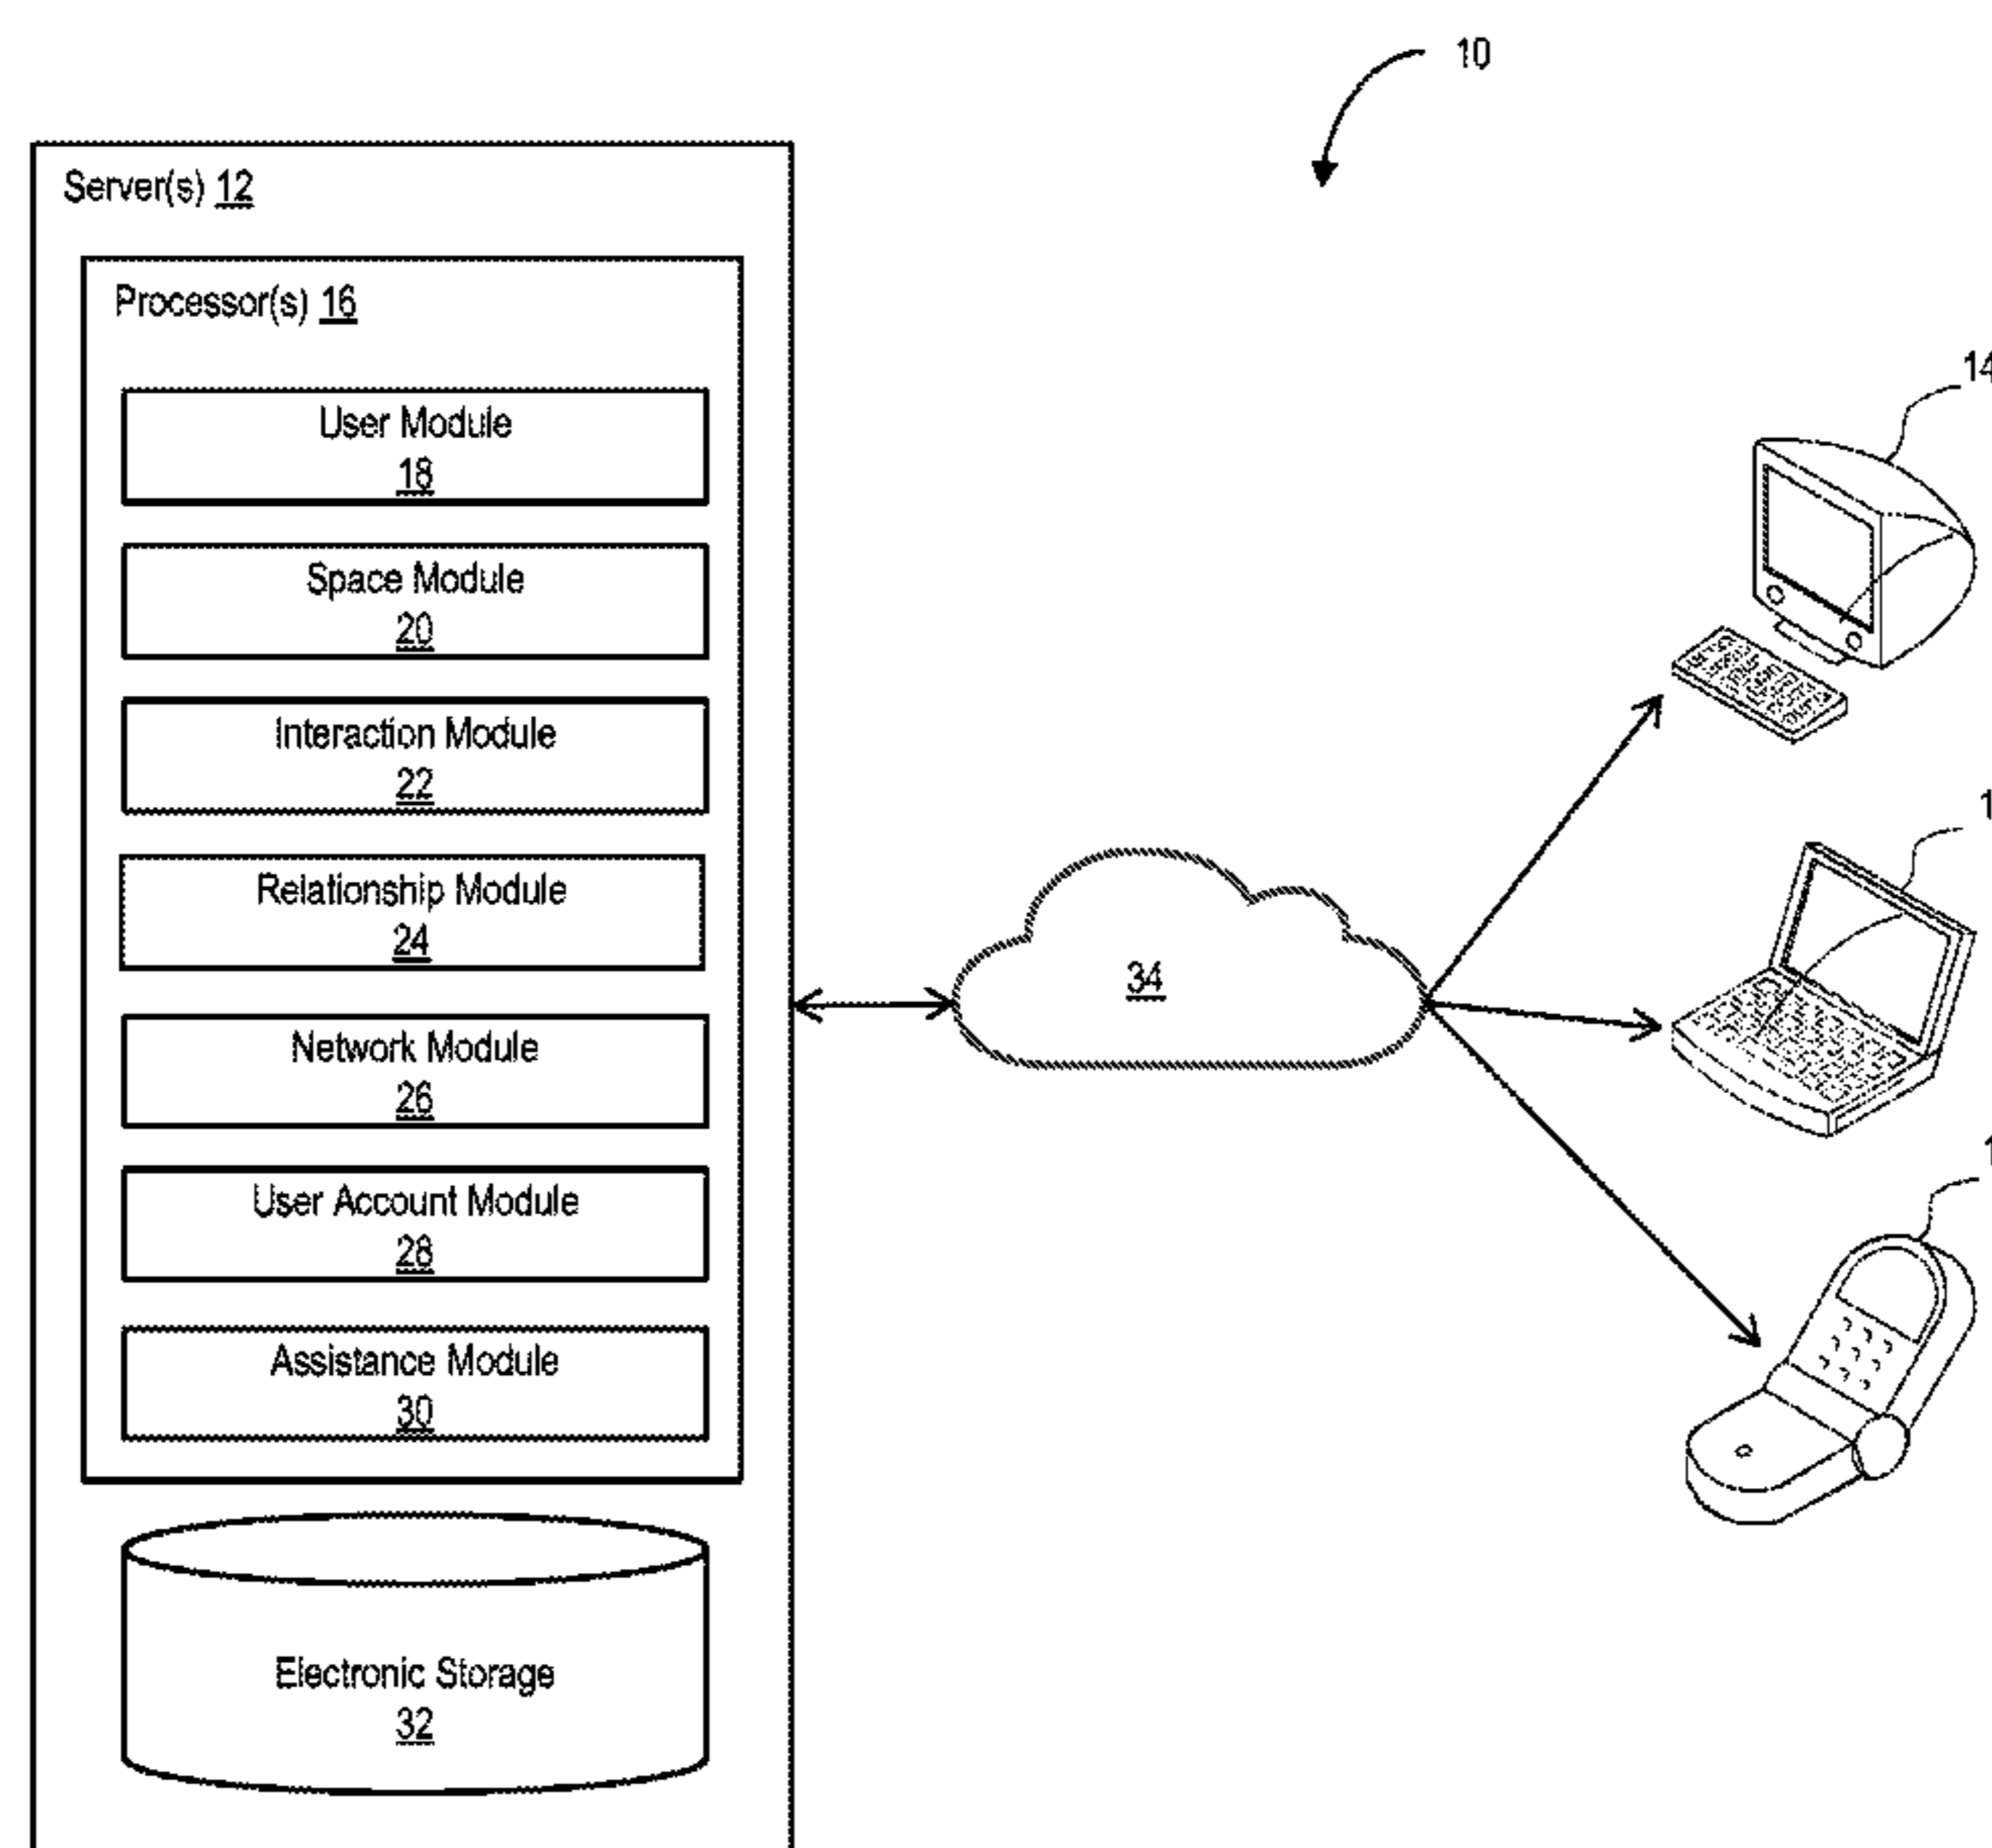 10
Server(s) 12
Processor(s) 16
User Module
18
Space Module
20
Interaction Module
22
Relationship Module
24
Network Module
26
User Account Module
28
Assistance Module
30
Electronic Storage
32
34
14